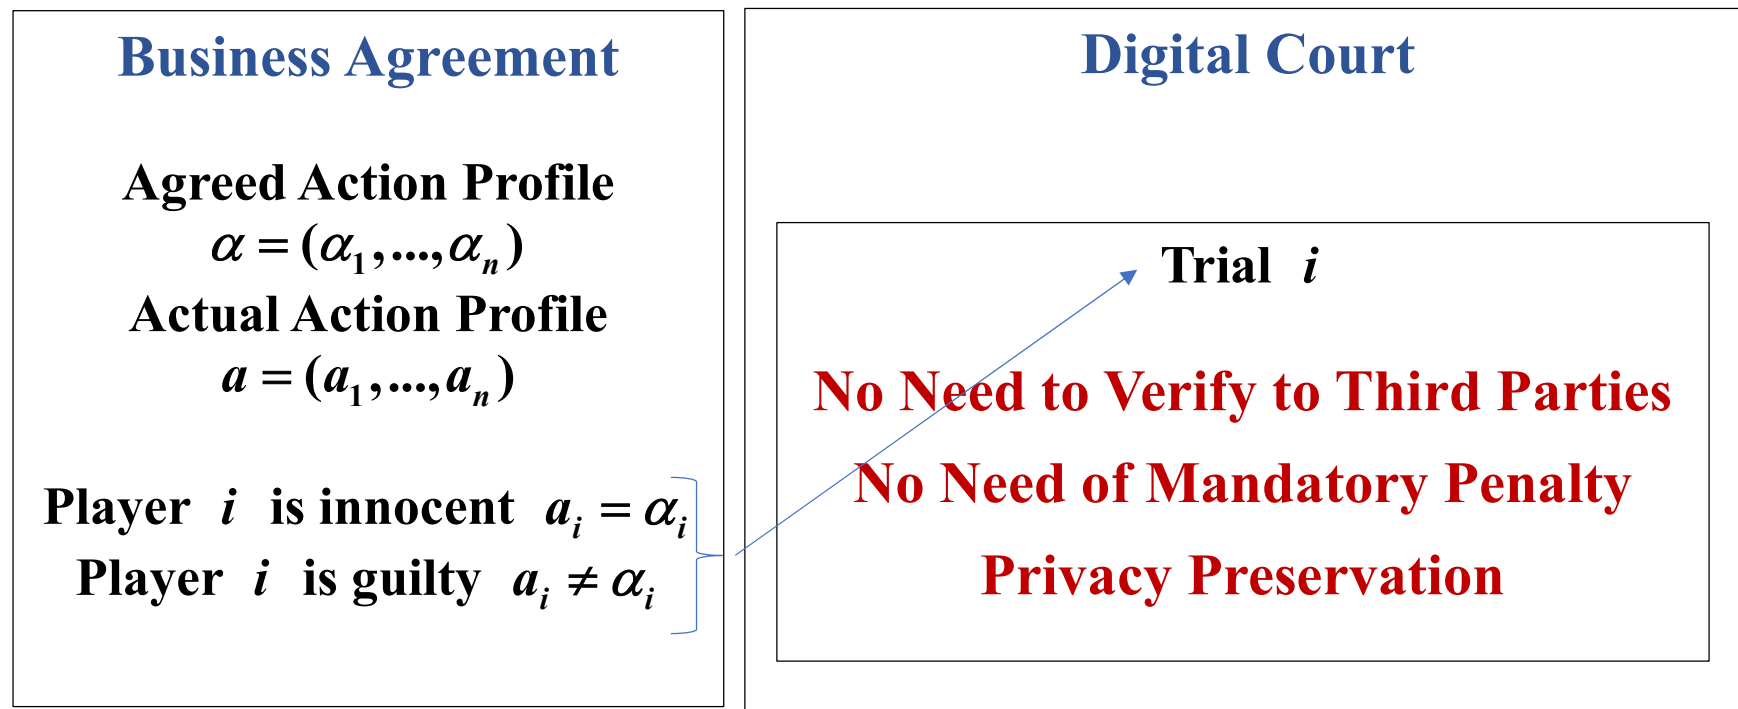 Business Agreement
Agreed Action Profile
α = (α₁,...,αₙ)
Actual Action Profile
a = (a₁,...,aₙ)
Player i is innocent aᵢ = αᵢ
Player i is guilty aᵢ ≠ αᵢ
Digital Court
Trial i
No Need to Verify to Third Parties
No Need of Mandatory Penalty
Privacy Preservation